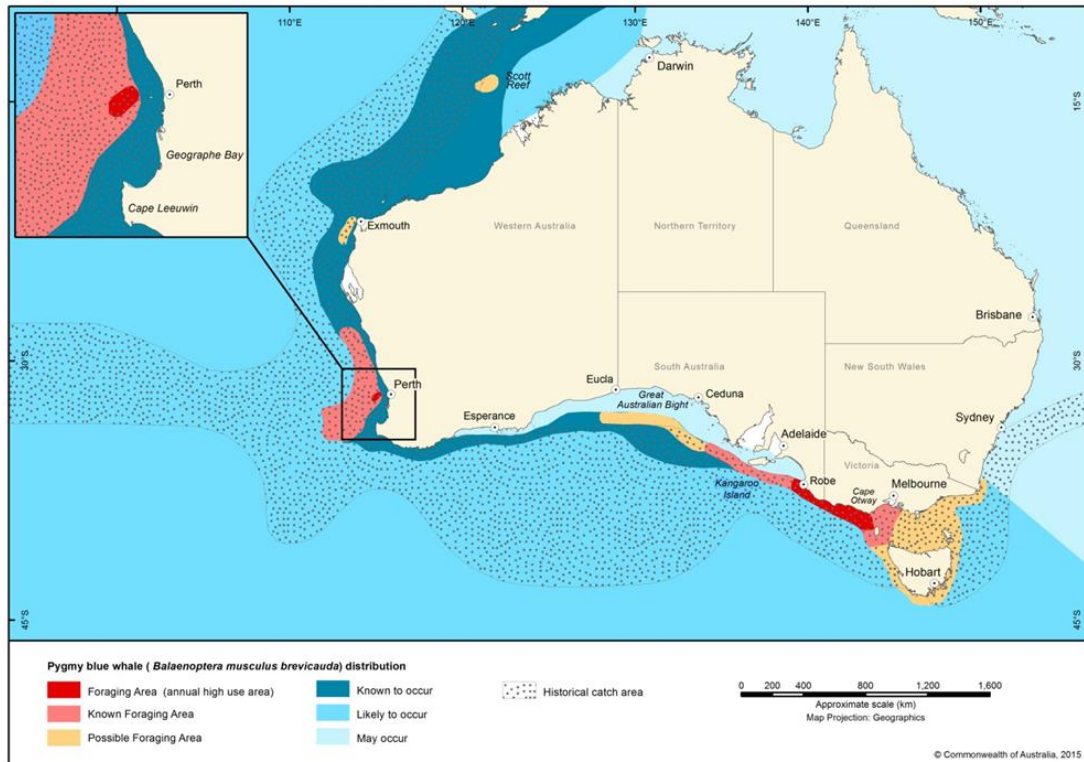 110°E
120°E
130°E
140°E
150°E
Perth
Geographe Bay
Cape Leeuwin
Scott
Reef
Darwin
15°S
Exmouth
Western Australia
Northern Territory
Queensland
Brisbane
30°S
30°S
Perth
Esperance
Eucla
South Australia
Great
Australian Bight
Ceduna
New South Wales
Sydney
Adelaide
Victoria
Kangaroo
Island
Robe
Cape
Otway
Melbourne
Hobart
45°S
45°S
Pygmy blue whale ( Balaenoptera musculus brevicauda) distribution
Foraging Area (annual high use area)
Known Foraging Area
Possible Foraging Area
Known to occur
Likely to occur
May occur
Historical catch area
0 200 400 800 1,200 1,600
Approximate scale (km)
Map Projection: Geographics
© Commonwealth of Australia, 2015